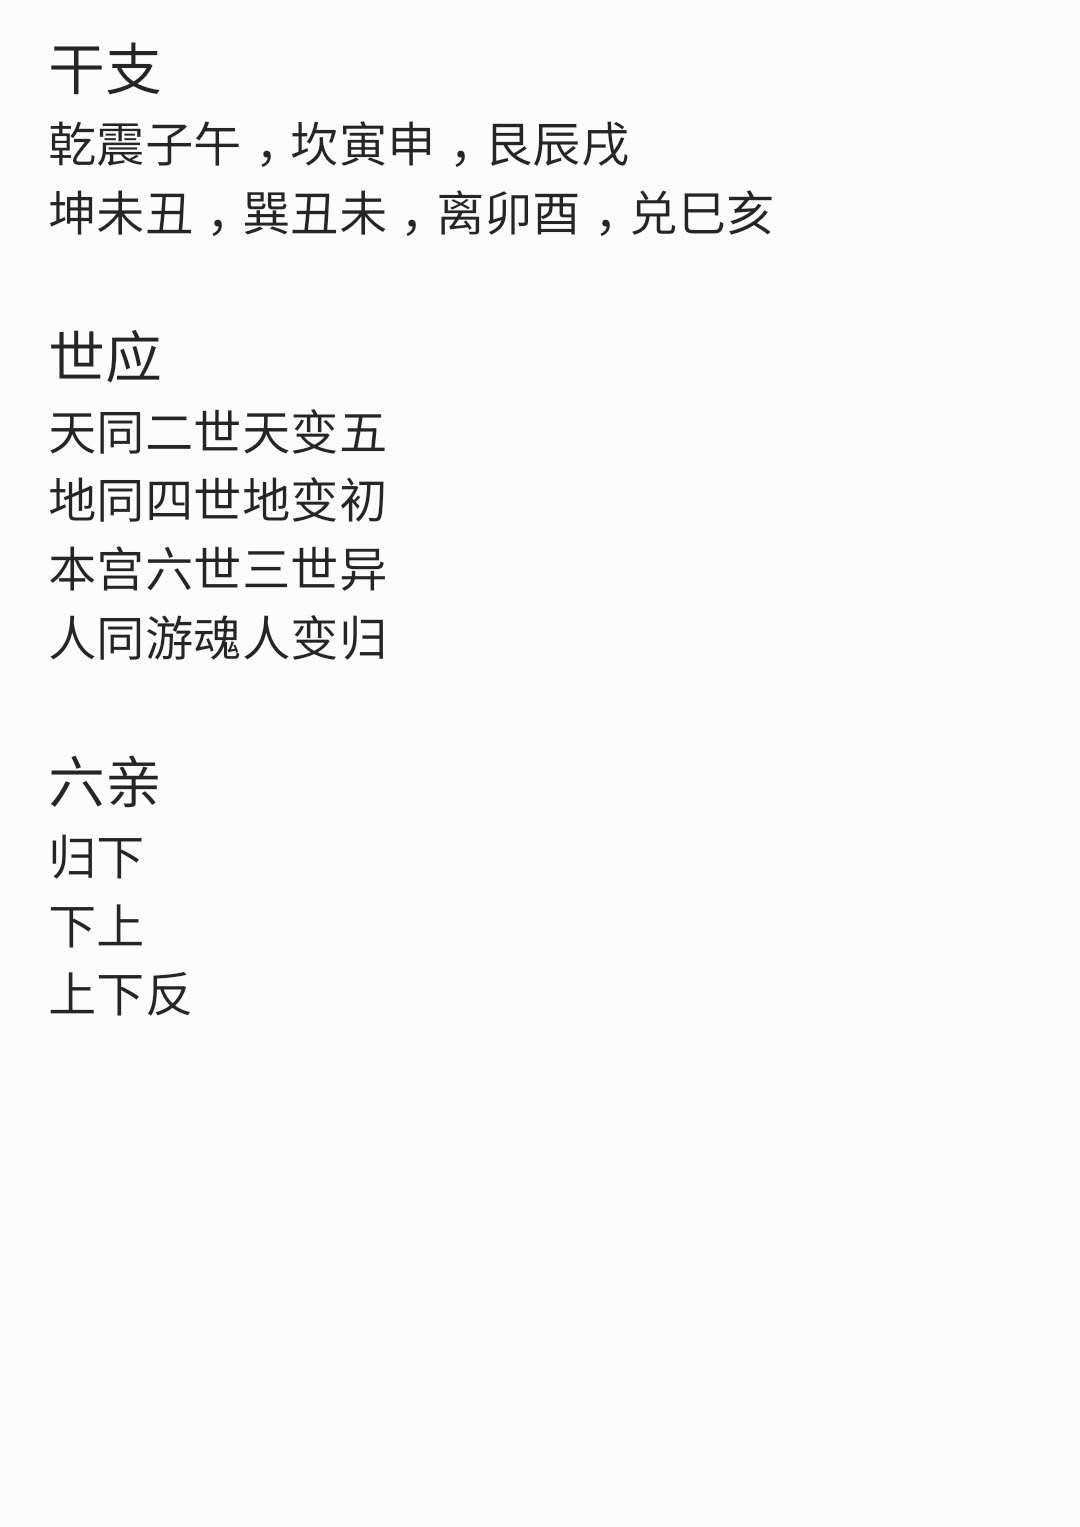 干支
乾震子午，坎寅申，艮辰戌
坤未丑，巽丑未，离卯酉，兑巳亥
世应
天同二世天变五
地同四世地变初
本宫六世三世异
人同游魂人变归
六亲
归下
下上
上下反